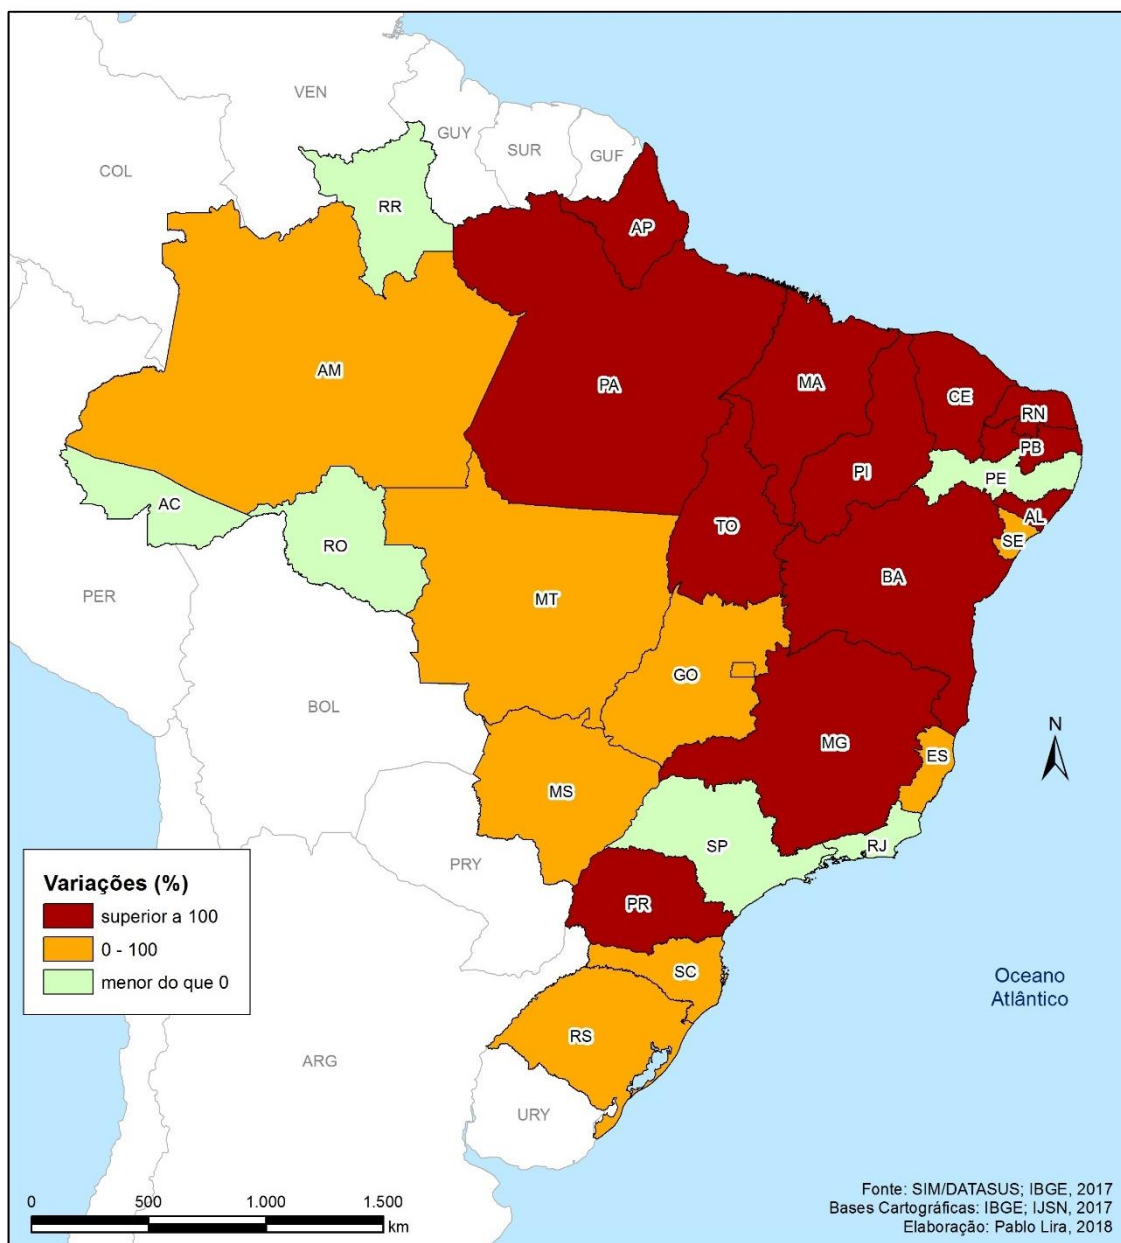 VEN
GUY
SUR
GUF
COL
RR
AP
AM
PA
MA
CE
RN
PB
PI
PE
AC
TO
AL
RO
SE
BA
PER
MT
GO
BOL
N
MG
ES
MS
SP
RJ
PRY
Variações (%)
superior a 100
0 - 100
menor do que 0
PR
SC
Oceano
Atlântico
RS
ARG
URY
0 500 1.000 1.500
km
Fonte: SIM/DATASUS; IBGE, 2017
Bases Cartográficas: IBGE; IJSN, 2017
Elaboração: Pablo Lira, 2018